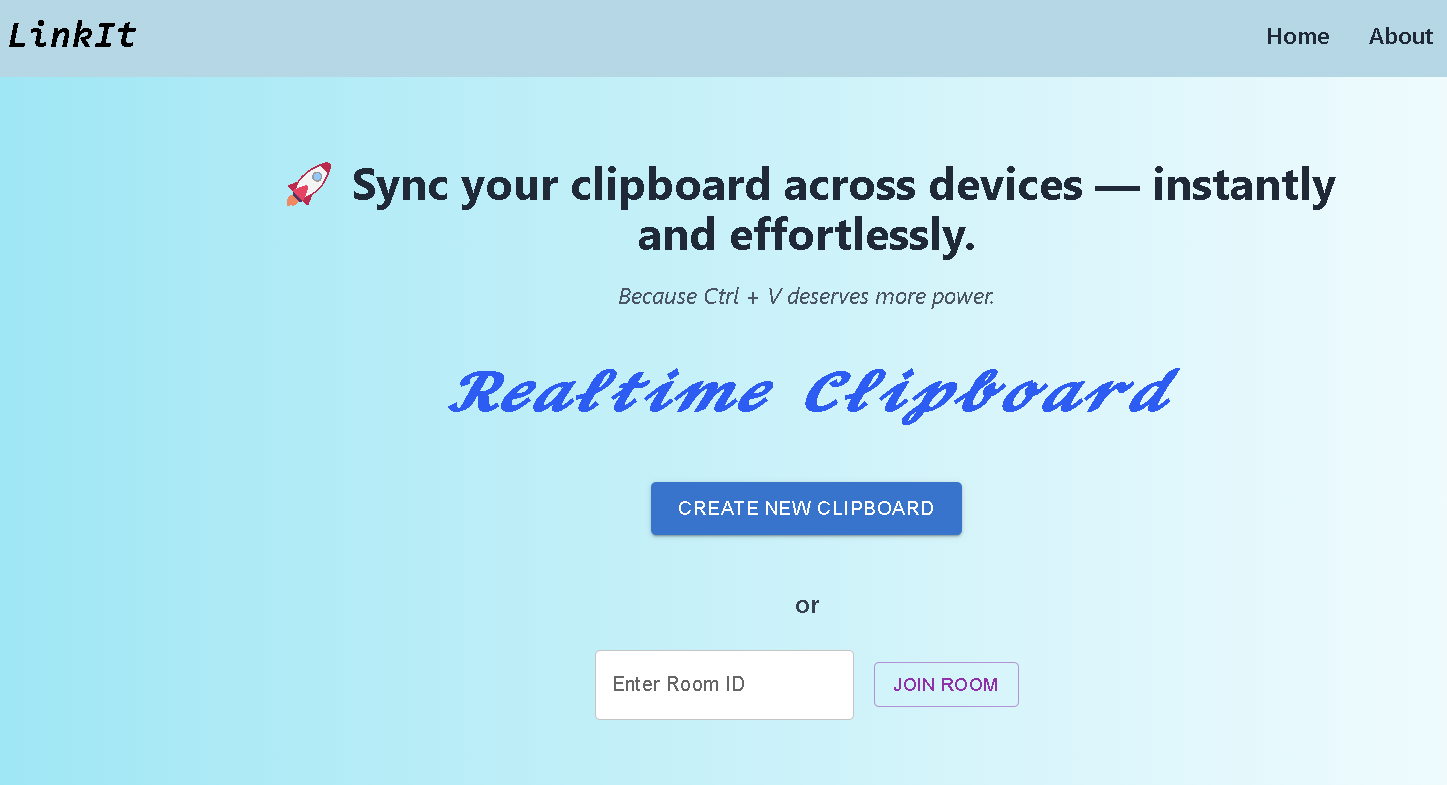 LinkIt
Home About
🚀 Sync your clipboard across devices — instantly
and effortlessly.
Because Ctrl + V deserves more power.
Realtime Clipboard
CREATE NEW CLIPBOARD
or
Enter Room ID
JOIN ROOM